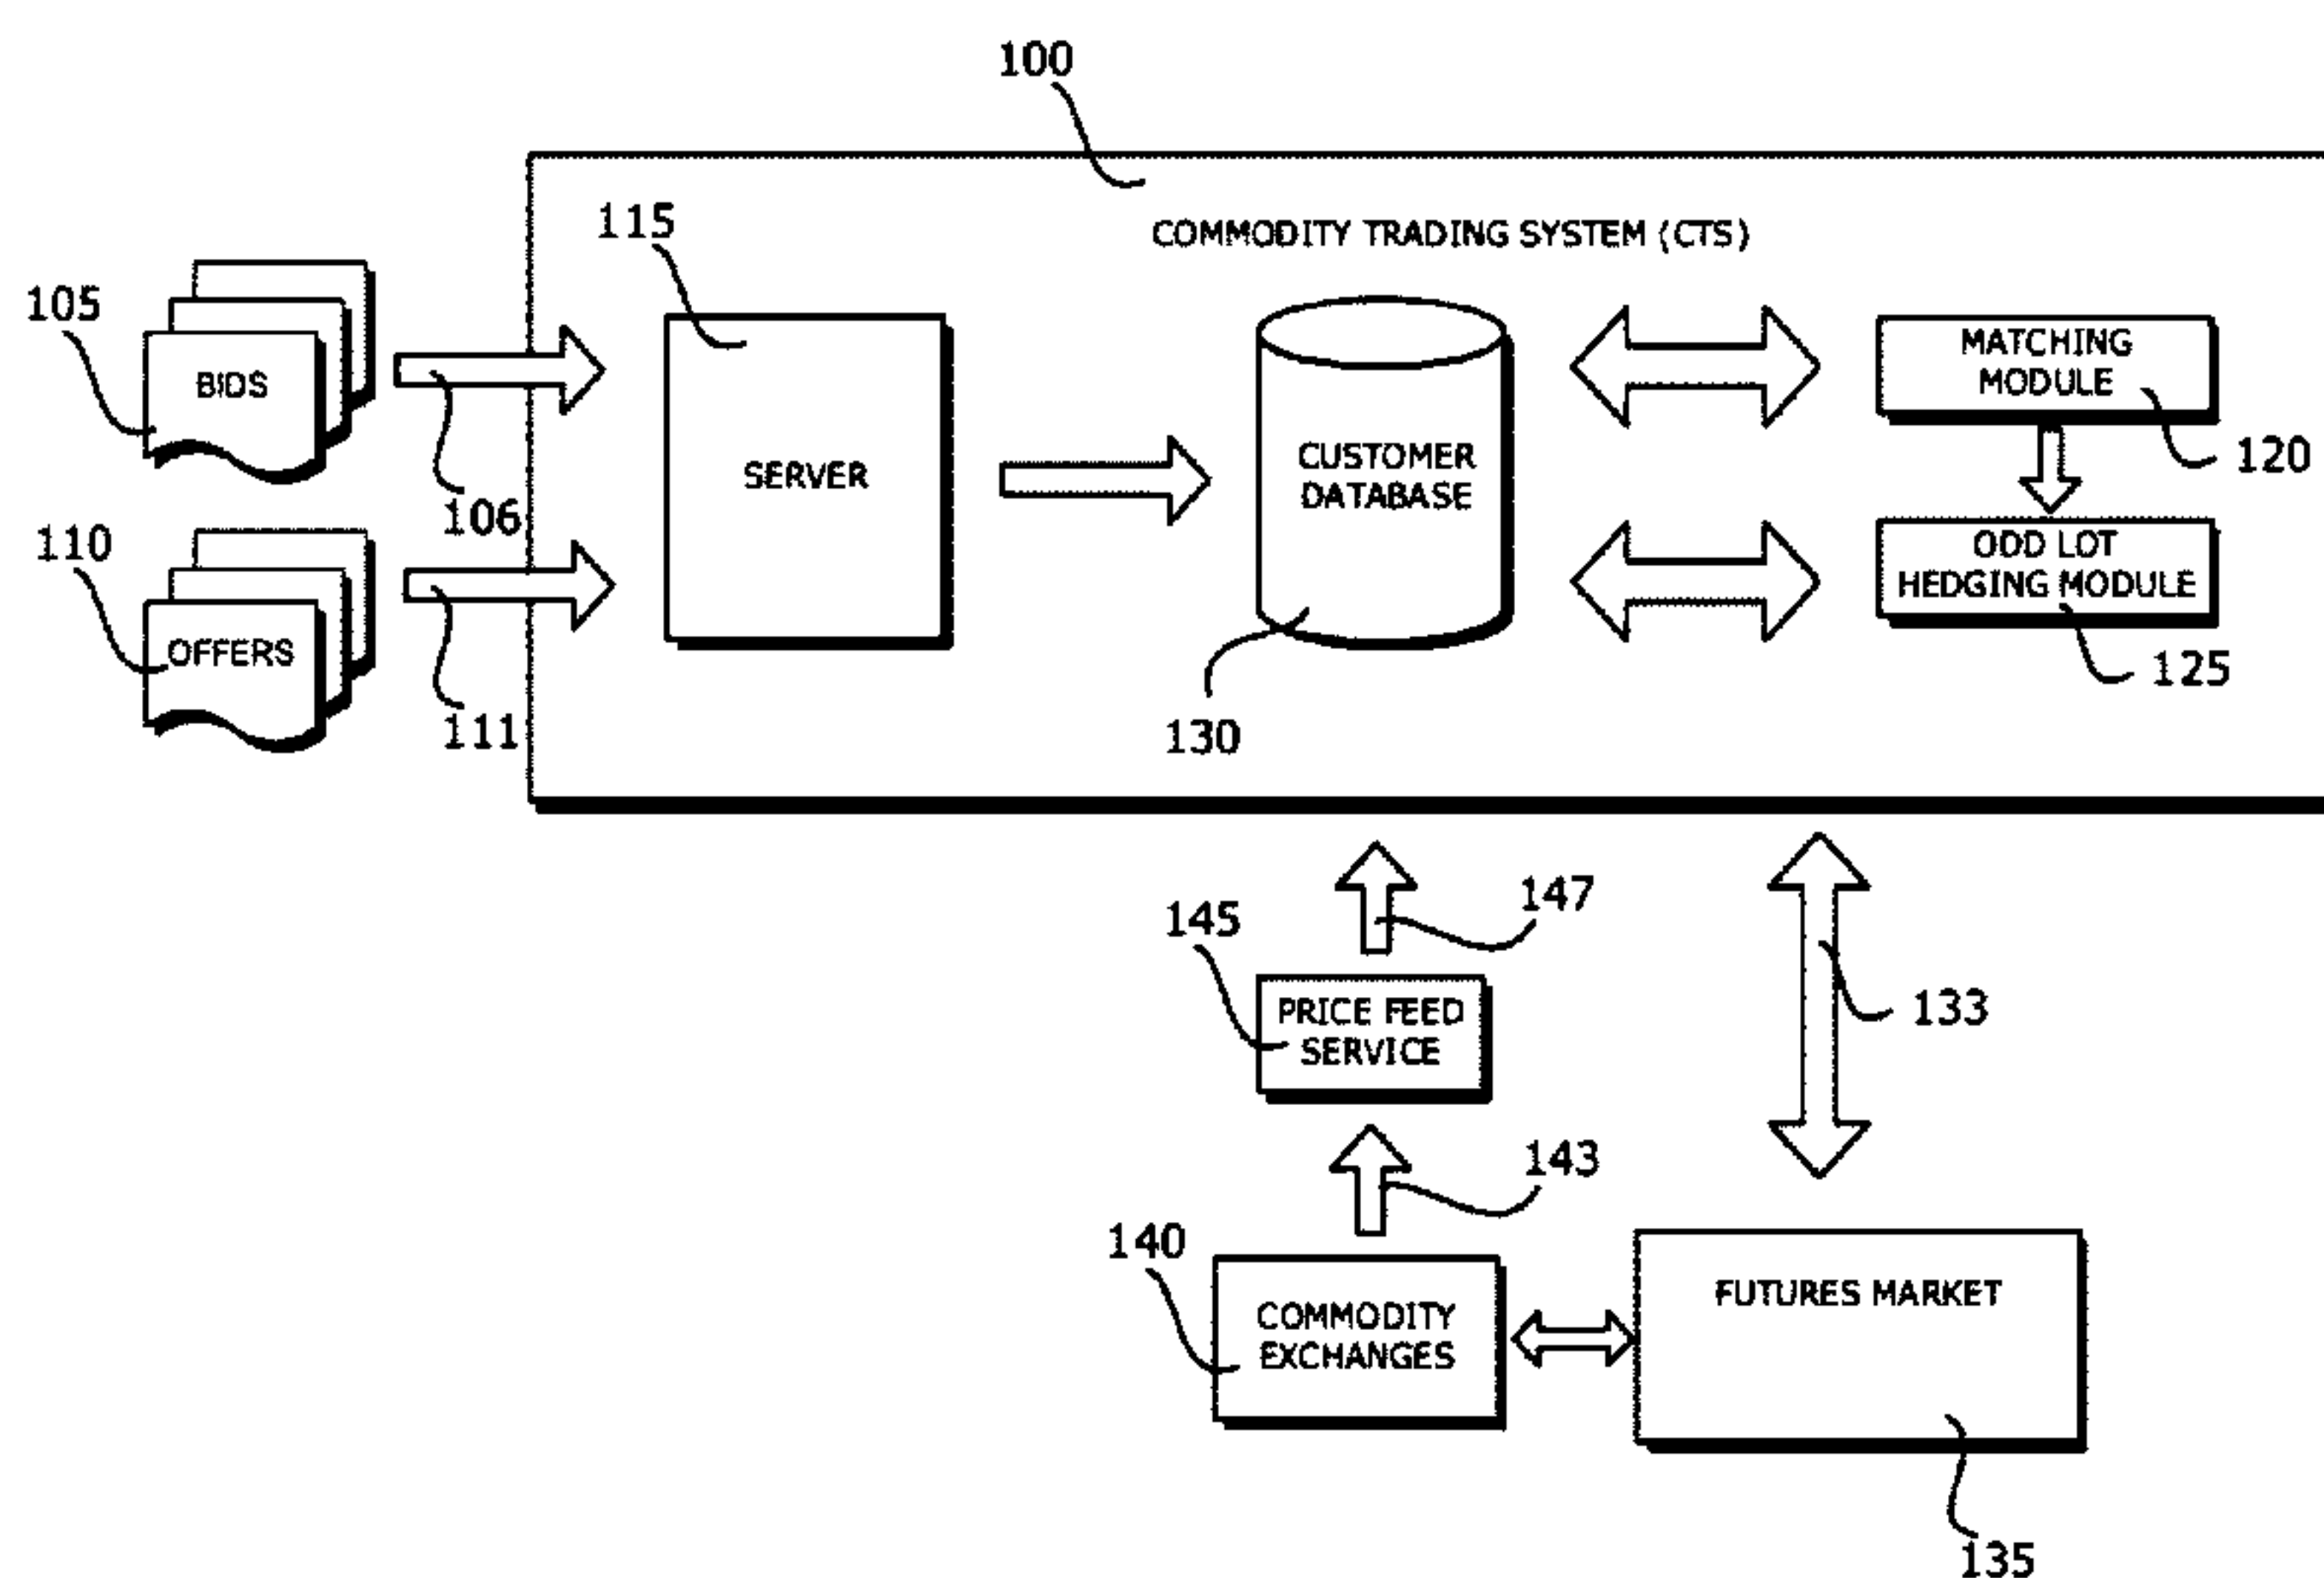 100
COMMODITY TRADING SYSTEM (CTS)
115
105
BIDS
106
110
OFFERS
111
SERVER
CUSTOMER
DATABASE
130
MATCHING
MODULE
120
ODD LOT
HEDGING MODULE
125
147
145
PRICE FEED
SERVICE
133
143
140
COMMODITY
EXCHANGES
FUTURES MARKET
135